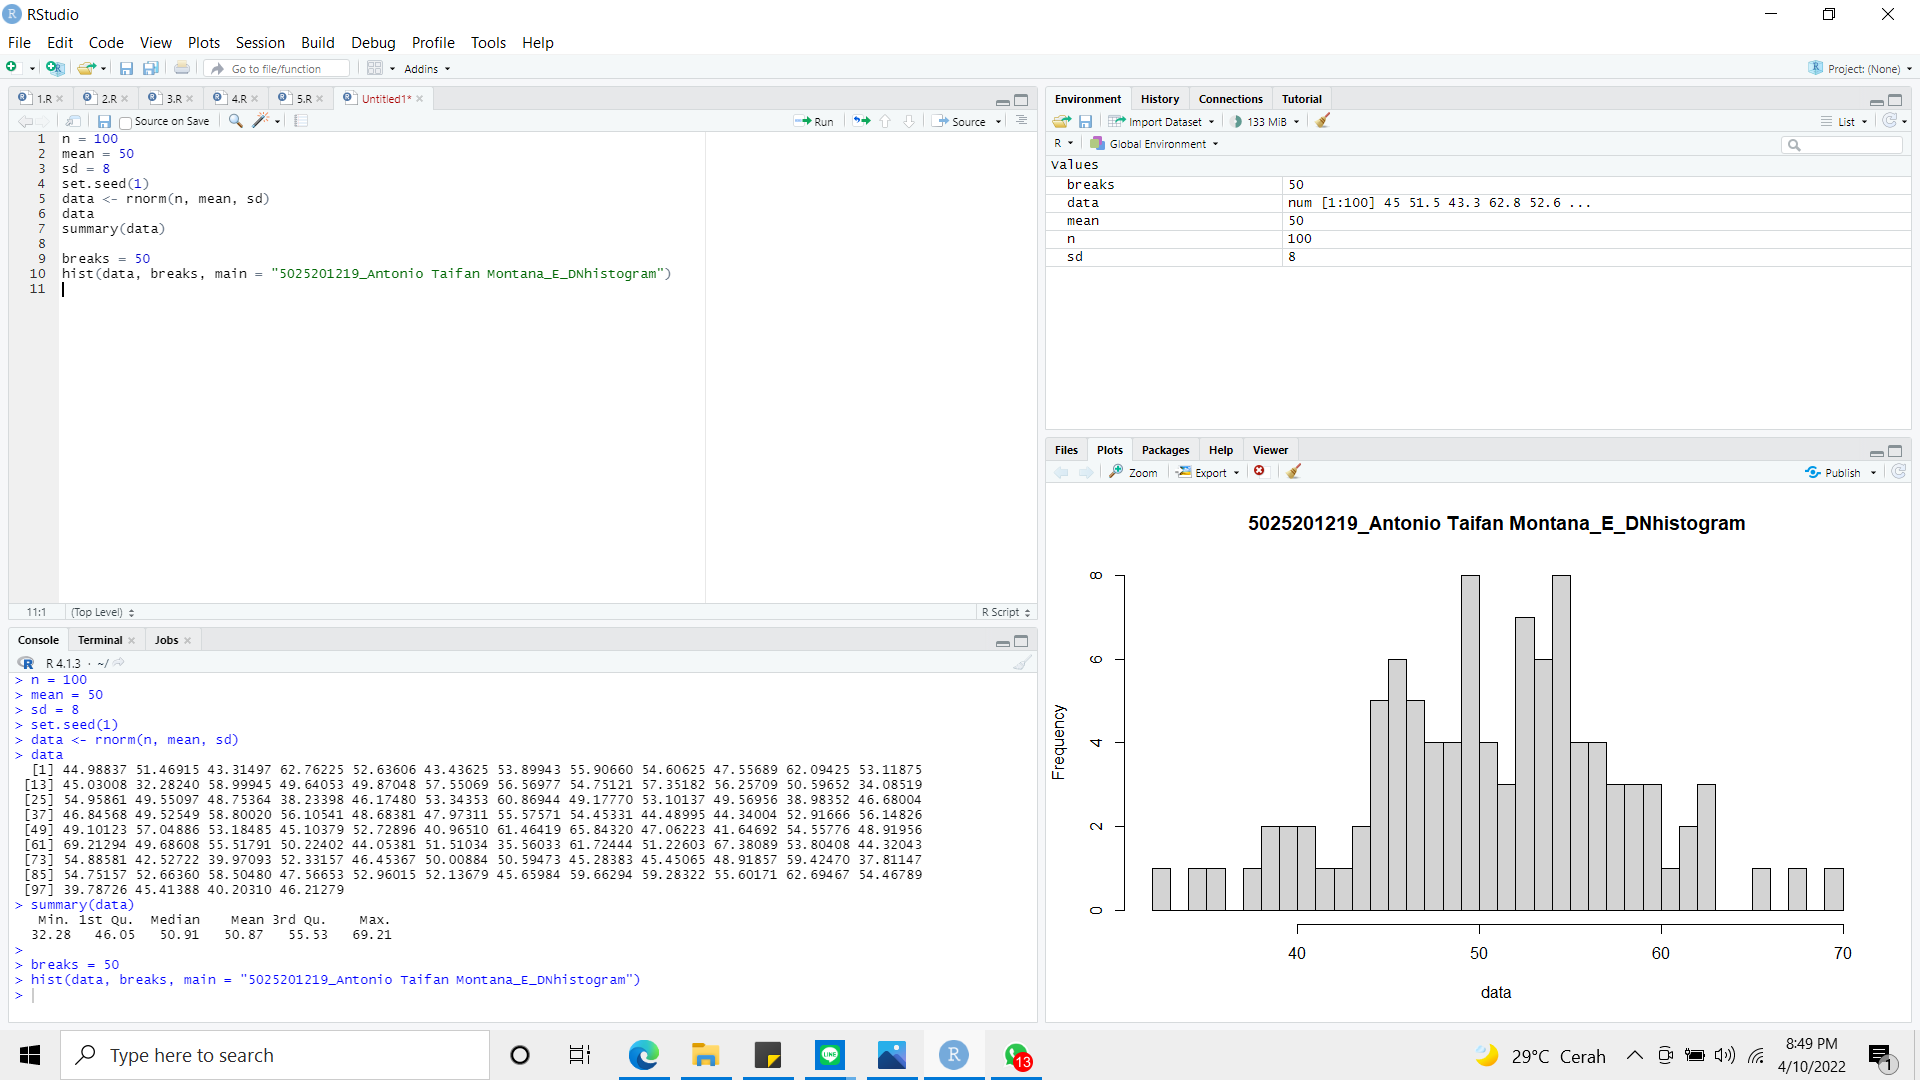 RStudio
File Edit Code View Plots Session Build Debug Profile Tools Help
Go to file/function Addins Project: (None)
1.R 2.R 3.R 4.R 5.R Untitled1*
Source on Save Run Source
1 n = 100
2 mean = 50
3 sd = 8
4 set.seed(1)
5 data <- rnorm(n, mean, sd)
6 data
7 summary(data)
8
9 breaks = 50
10 hist(data, breaks, main = "5025201219_Antonio Taifan Montana_E_DNhistogram")
11
11:1 (Top Level) R Script
Console Terminal Jobs
R 4.1.3 · ~/
> n = 100
> mean = 50
> sd = 8
> set.seed(1)
> data <- rnorm(n, mean, sd)
> data
[1] 44.98837 51.46915 43.31497 62.76225 52.63606 43.43625 53.89943 55.90660 54.60625 47.55689 62.09425 53.11875
[13] 45.03008 32.28240 58.99945 49.64053 49.87048 57.55069 56.56977 54.75121 57.35182 56.25709 50.59652 34.08519
[25] 54.95861 49.55097 48.75364 38.23398 46.17480 53.34353 60.86944 49.17770 53.10137 49.56956 38.98352 46.68004
[37] 46.84568 49.52549 58.80020 56.10541 48.68381 47.97311 55.57571 54.45331 44.48995 44.34004 52.91666 56.14826
[49] 49.10123 57.04886 53.18485 45.10379 52.72896 40.96510 61.46419 65.84320 47.06223 41.64692 54.55776 48.91956
[61] 69.21294 49.68608 55.51791 50.22402 44.05381 51.51034 35.56033 61.72444 51.22603 67.38089 53.80408 44.32043
[73] 54.88581 42.52722 39.97093 52.33157 46.45367 50.00884 50.59473 45.28383 45.45065 48.91857 59.42470 37.81147
[85] 54.75157 52.66360 58.50480 47.56653 52.96015 52.13679 45.65984 59.66294 59.28322 55.60171 62.69467 54.46789
[97] 39.78726 45.41388 40.20310 46.21279
> summary(data)
Min. 1st Qu. Median Mean 3rd Qu. Max.
32.28 46.05 50.91 50.87 55.53 69.21
>
> breaks = 50
> hist(data, breaks, main = "5025201219_Antonio Taifan Montana_E_DNhistogram")
>
Environment History Connections Tutorial
Import Dataset 133 MiB List
R Global Environment
Values
breaks 50
data num [1:100] 45 51.5 43.3 62.8 52.6 ...
mean 50
n 100
sd 8
Files Plots Packages Help Viewer
Zoom Export Publish
5025201219_Antonio Taifan Montana_E_DNhistogram
Frequency
8
6
4
2
0
40 50 60 70
data
Type here to search
LINE
R
13
29°C Cerah
8:49 PM
4/10/2022
1